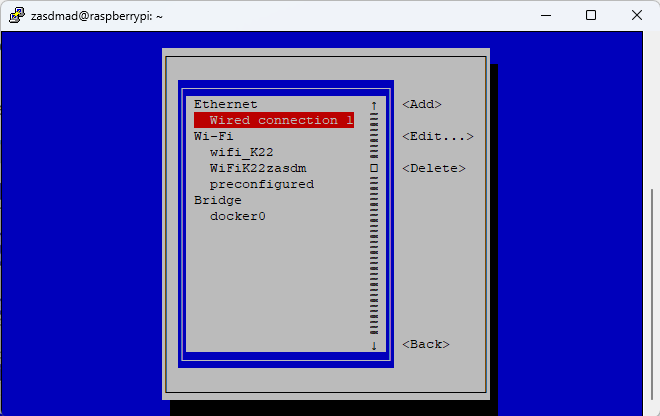 zasdmad@raspberrypi: ~
Ethernet ↑ <Add>
Wired connection 1
Wi-Fi <Edit...>
wifi_K22
WiFiK22zasdm <Delete>
preconfigured
Bridge
docker0
↓ <Back>